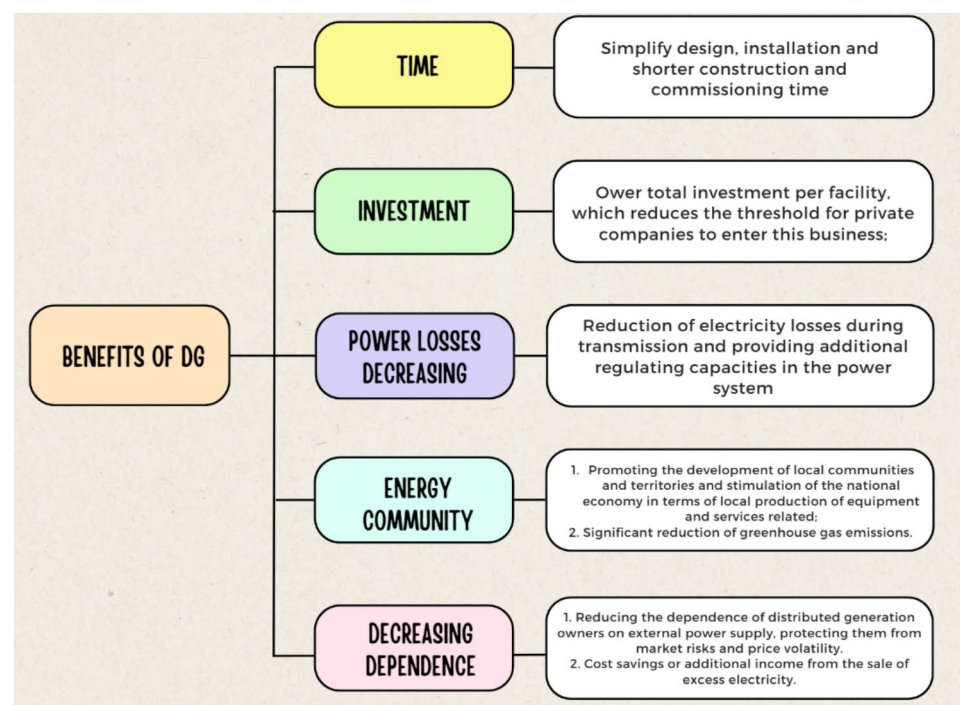 TIME
Simplify design, installation and
shorter construction and
commissioning time
INVESTMENT
Ower total investment per facility,
which reduces the threshold for private
companies to enter this business;
BENEFITS OF DG
POWER LOSSES
DECREASING
Reduction of electricity losses during
transmission and providing additional
regulating capacities in the power
system
ENERGY
COMMUNITY
1. Promoting the development of local communities
and territories and stimulation of the national
economy in terms of local production of equipment
and services related;
2. Significant reduction of greenhouse gas emissions.
DECREASING
DEPENDENCE
1. Reducing the dependence of distributed generation
owners on external power supply, protecting them from
market risks and price volatility.
2. Cost savings or additional income from the sale of
excess electricity.